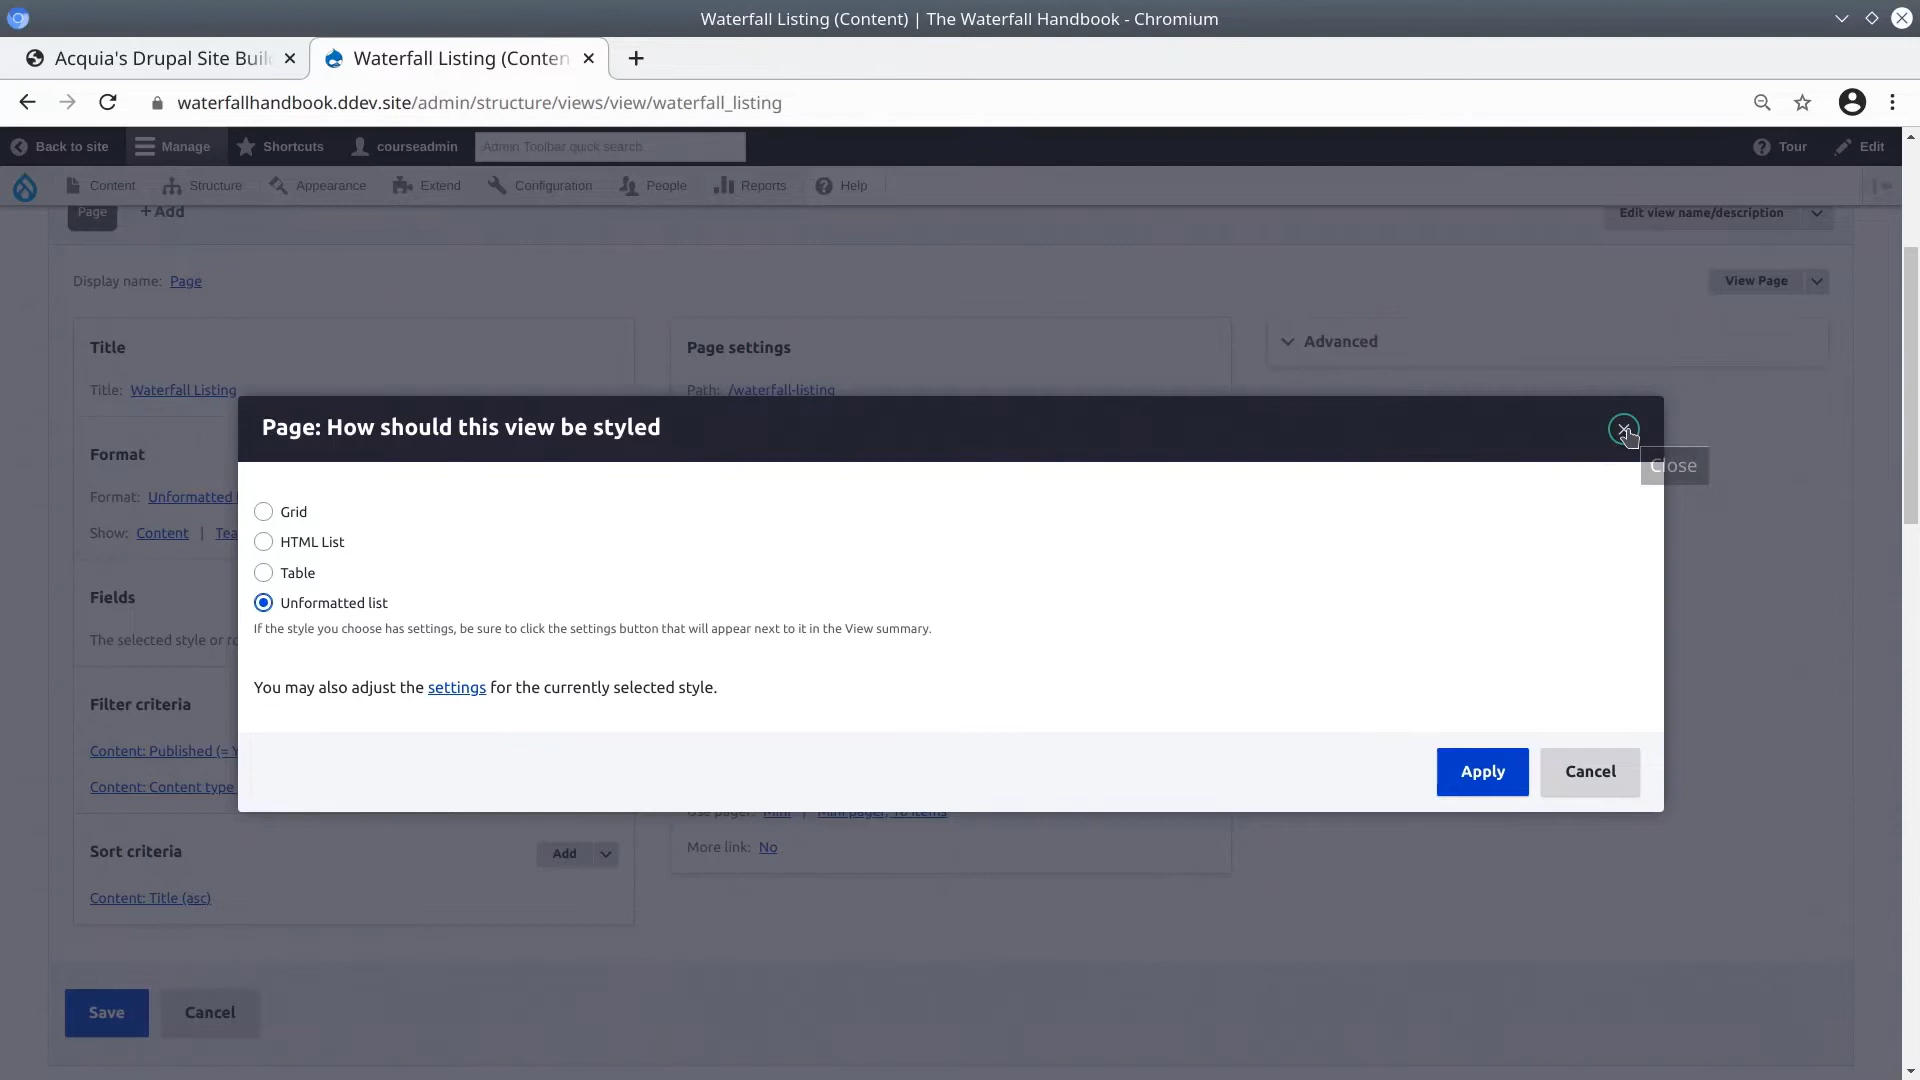 Waterfall Listing (Content) | The Waterfall Handbook - Chromium
Acquia's Drupal Site Buil
Waterfall Listing (Conten
waterfallhandbook.ddev.site/admin/structure/views/view/waterfall_listing
Back to site
Manage
Shortcuts
courseadmin
Admin Toolbar quick search
Tour
Edit
Content
Structure
Appearance
Extend
Configuration
People
Reports
Help
Page
+ Add
Edit view name/description
Display name: Page
View Page
Title
Title: Waterfall Listing
Page settings
Path: /waterfall-listing
Advanced
Format
Format: Unformatted
Show: Content | Tea
Fields
The selected style or ro
Filter criteria
Content: Published (= Y
Content: Content type
Sort criteria
Add
Content: Title (asc)
Page: How should this view be styled
Close
Grid
HTML List
Table
Unformatted list
If the style you choose has settings, be sure to click the settings button that will appear next to it in the View summary.
You may also adjust the settings for the currently selected style.
Apply
Cancel
Use pager: Mini | Mini pager, 10 items
More link: No
Save
Cancel